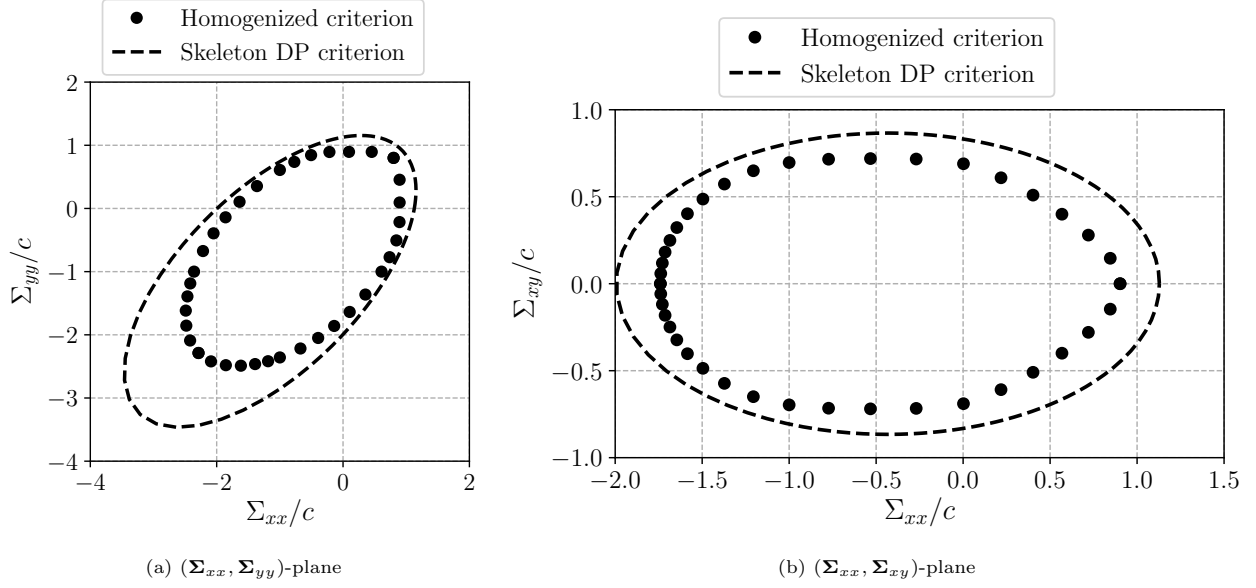 Homogenized criterion
Skeleton DP criterion
2
1
0
−1
−2
−3
−4
−4
−2
0
2
Σyy/c
Σxx/c
(a) (Σxx, Σyy)-plane
Homogenized criterion
Skeleton DP criterion
1.0
0.5
0.0
−0.5
−1.0
−2.0
−1.5
−1.0
−0.5
0.0
0.5
1.0
1.5
Σxy/c
Σxx/c
(b) (Σxx, Σxy)-plane